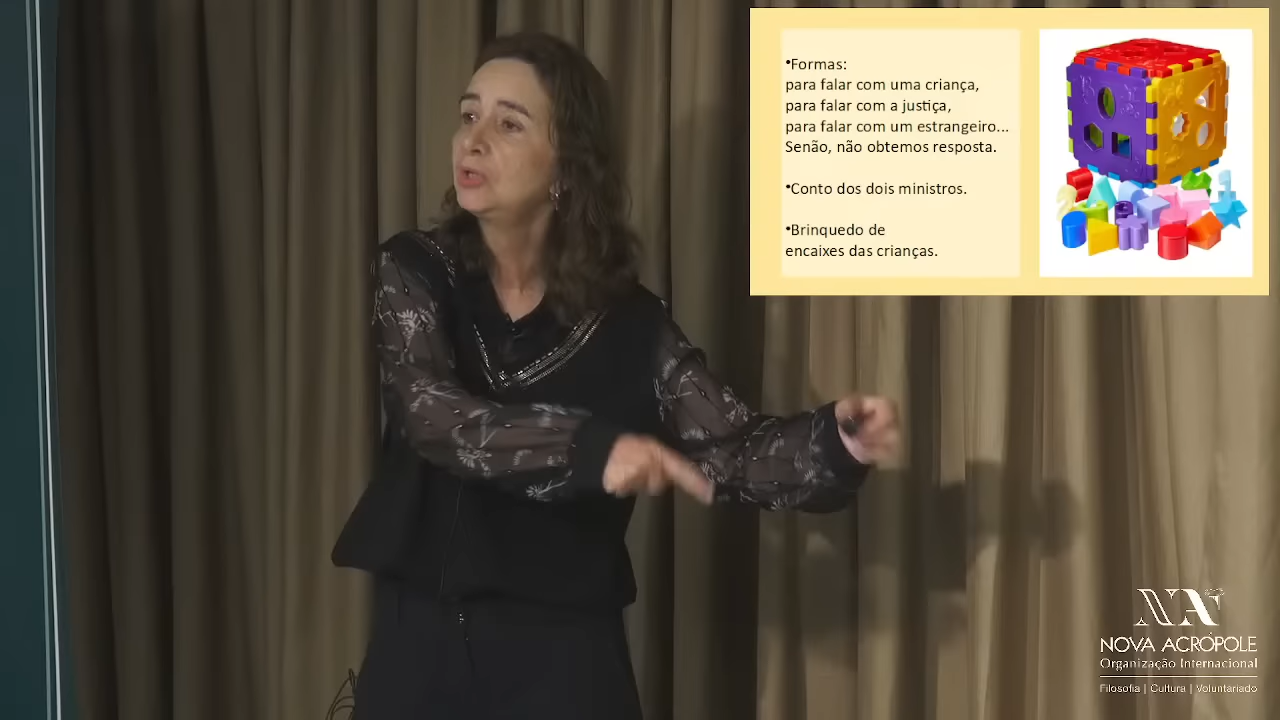 •Formas:
para falar com uma criança,
para falar com a justiça,
para falar com um estrangeiro...
Senão, não obtemos resposta.
•Conto dos dois ministros.
•Brinquedo de
encaixes das crianças.
NA
NOVA ACRÓPOLE
Organização Internacional
Filosofia | Cultura | Voluntariado